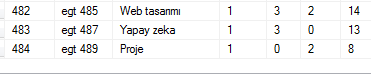 482 egt 485 Web tasarımı 1 3 2 14
483 egt 487 Yapay zeka 1 3 0 13
484 egt 489 Proje 1 0 2 8